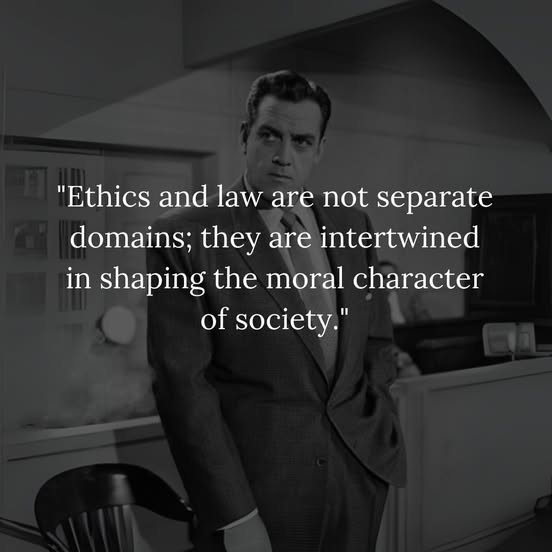 "Ethics and law are not separate
domains; they are intertwined
in shaping the moral character
of society."